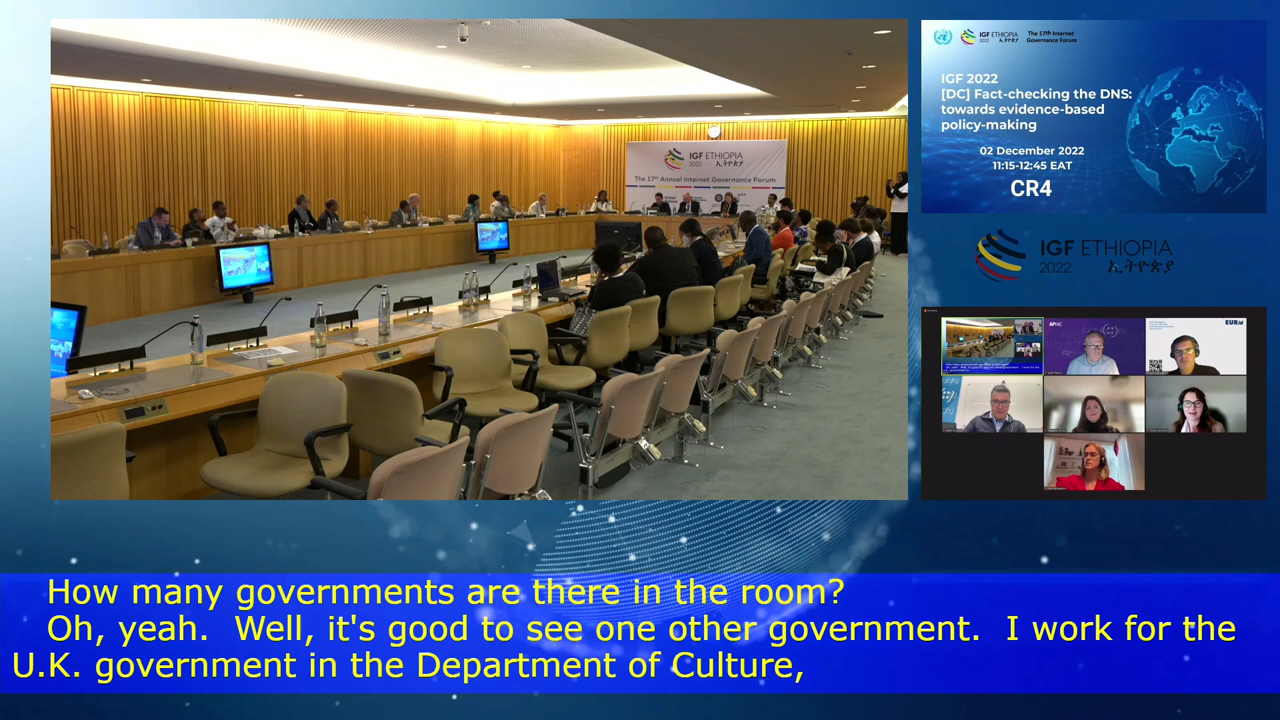 IGF ETHIOPIA
2022 ኢትዮጵያ
The 17th Annual Internet Governance Forum
IGF ETHIOPIA
2022 ኢትዮጵያ
The 17th Internet
Governance Forum
IGF 2022
[DC] Fact-checking the DNS:
towards evidence-based
policy-making
02 December 2022
11:15-12:45 EAT
CR4
IGF ETHIOPIA
2022 ኢትዮጵያ
APNIC
EURid
How many governments are there in the room?
Oh, yeah. Well, it's good to see one other government. I work for the
U.K. government in the Department of Culture,